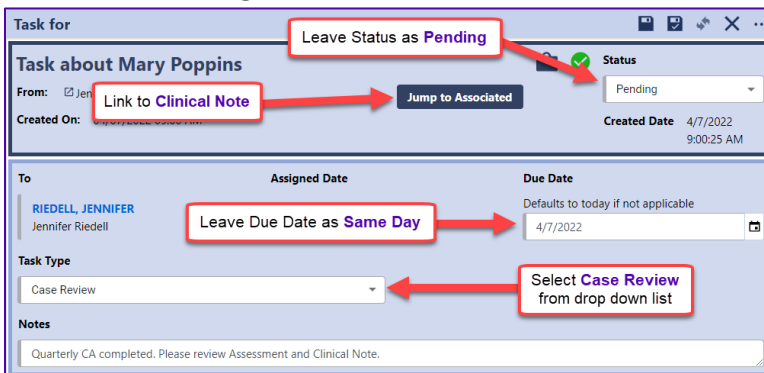 Task for
Leave Status as Pending
Task about Mary Poppins
Status
From: Jen
Link to Clinical Note
Jump to Associated
Pending
Created On:
Created Date 4/7/2022
9:00:25 AM
To Assigned Date Due Date
RIEDELL, JENNIFER
Jennifer Riedell
Leave Due Date as Same Day
Defaults to today if not applicable
4/7/2022
Task Type
Case Review
Select Case Review
from drop down list
Notes
Quarterly CA completed. Please review Assessment and Clinical Note.